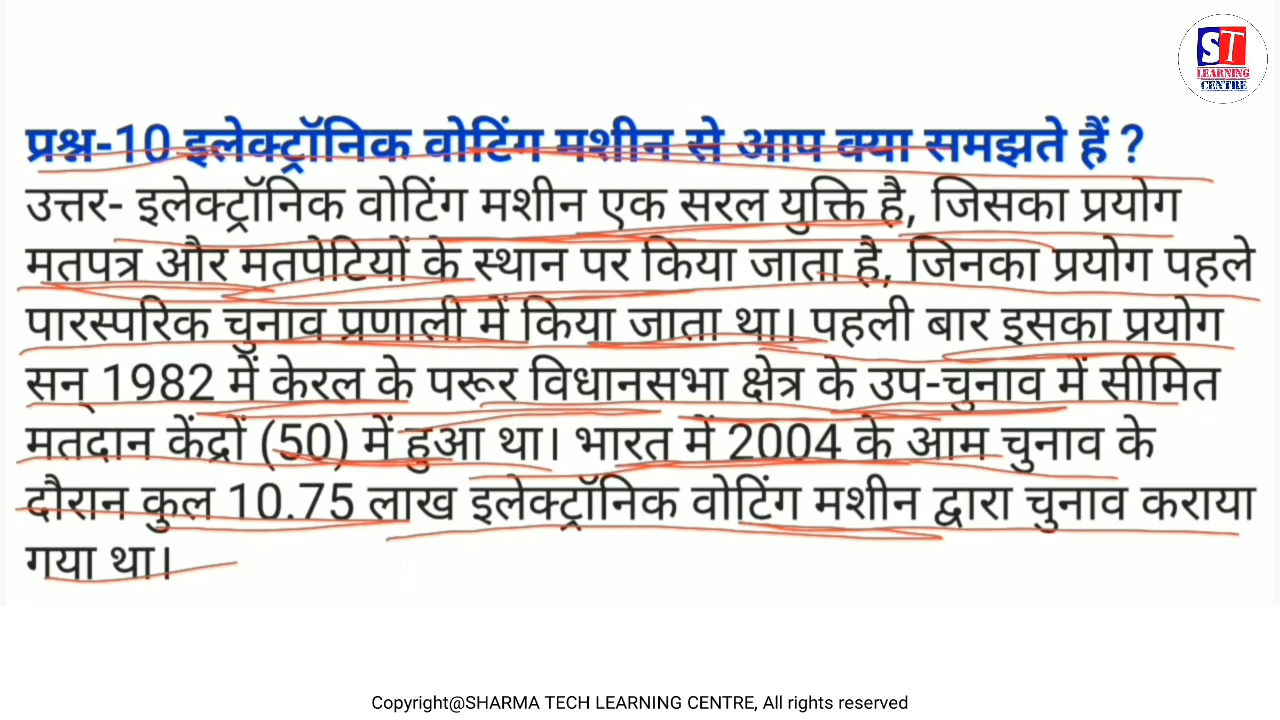 ST
LEARNING
CENTRE
प्रश्न-10 इलेक्ट्रॉनिक वोटिंग मशीन से आप क्या समझते हैं ?
उत्तर- इलेक्ट्रॉनिक वोटिंग मशीन एक सरल युक्ति है, जिसका प्रयोग
मतपत्र और मतपेटियों के स्थान पर किया जाता है, जिनका प्रयोग पहले
पारस्परिक चुनाव प्रणाली में किया जाता था। पहली बार इसका प्रयोग
सन् 1982 में केरल के परूर विधानसभा क्षेत्र के उप-चुनाव में सीमित
मतदान केंद्रों (50) में हुआ था। भारत में 2004 के आम चुनाव के
दौरान कुल 10.75 लाख इलेक्ट्रॉनिक वोटिंग मशीन द्वारा चुनाव कराया
गया था।
Copyright@SHARMA TECH LEARNING CENTRE, All rights reserved